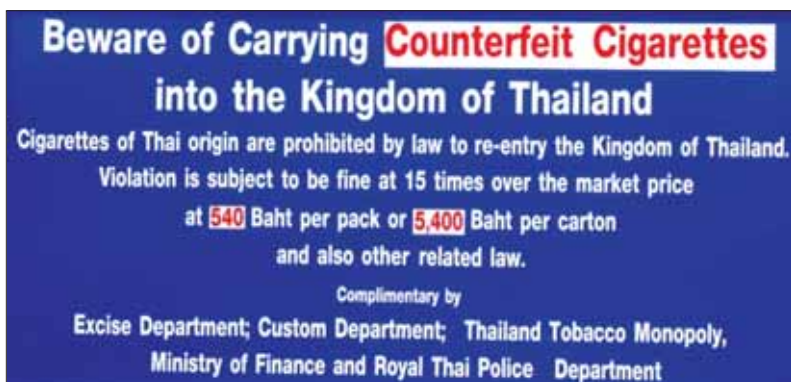 Beware of Carrying Counterfeit Cigarettes
into the Kingdom of Thailand
Cigarettes of Thai origin are prohibited by law to re-entry the Kingdom of Thailand.
Violation is subject to be fine at 15 times over the market price
at 540 Baht per pack or 5,400 Baht per carton
and also other related law.
Complimentary by
Excise Department; Custom Department; Thailand Tobacco Monopoly,
Ministry of Finance and Royal Thai Police Department